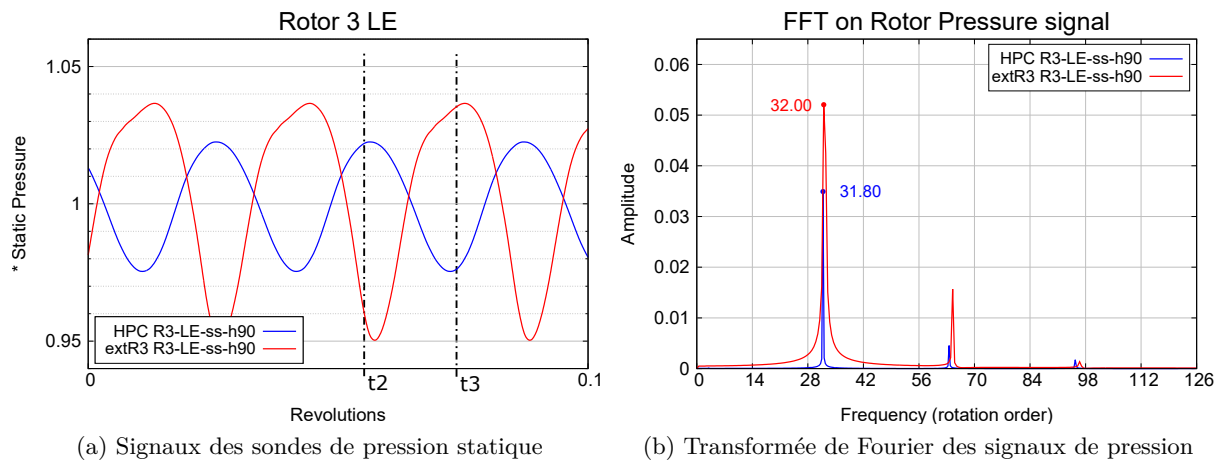 Rotor 3 LE
1.05
1
0.95
* Static Pressure
HPC R3-LE-ss-h90
extR3 R3-LE-ss-h90
0
t2
t3
0.1
Revolutions
(a) Signaux des sondes de pression statique
FFT on Rotor Pressure signal
0.06
0.05
0.04
0.03
0.02
0.01
0
Amplitude
HPC R3-LE-ss-h90
extR3 R3-LE-ss-h90
32.00
31.80
0 14 28 42 56 70 84 98 112 126
Frequency (rotation order)
(b) Transformée de Fourier des signaux de pression